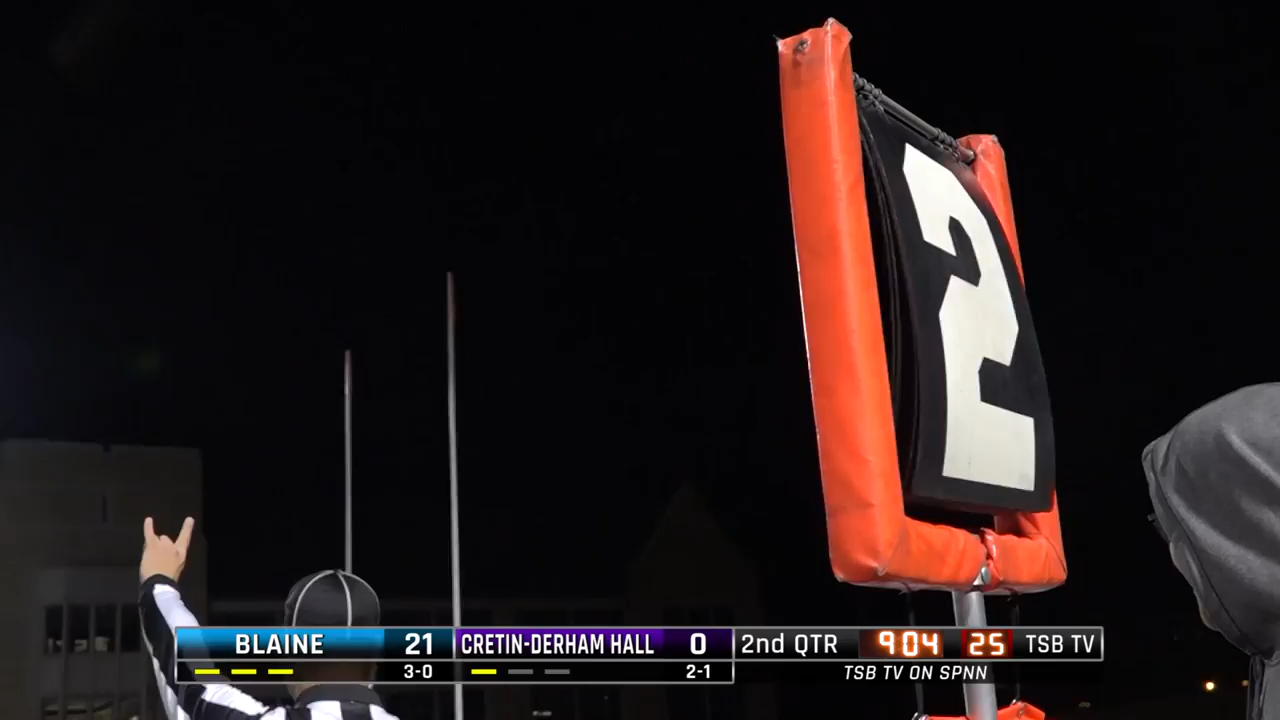 2
BLAINE 21 CRETIN-DERHAM HALL 0 2nd QTR 9 04 25 TSB TV
3-0 2-1 TSB TV ON SPNN